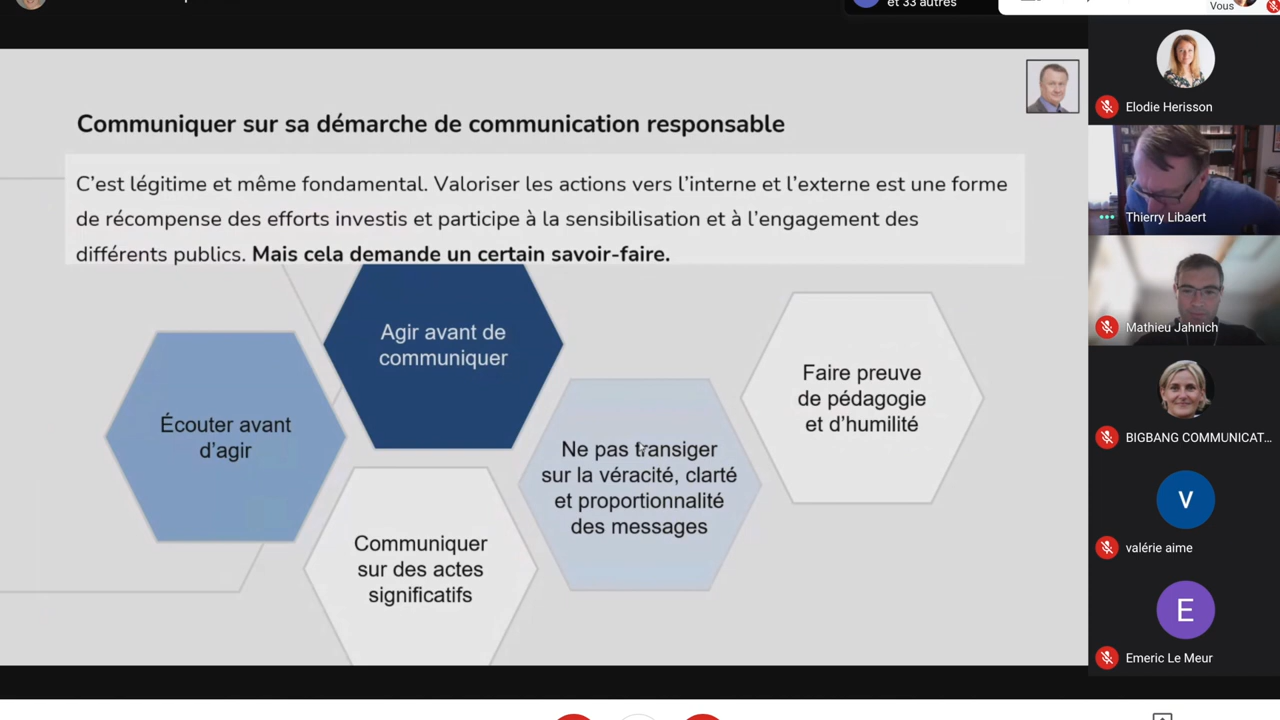 et 33 autres
Vous
Communiquer sur sa démarche de communication responsable
C'est légitime et même fondamental. Valoriser les actions vers l'interne et l'externe est une forme
de récompense des efforts investis et participe à la sensibilisation et à l'engagement des
différents publics. Mais cela demande un certain savoir-faire.
Agir avant de
communiquer
Écouter avant
d'agir
Communiquer
sur des actes
significatifs
Ne pas transiger
sur la véracité, clarté
et proportionnalité
des messages
Faire preuve
de pédagogie
et d'humilité
Elodie Herisson
Thierry Libaert
Mathieu Jahnich
BIGBANG COMMUNICAT...
V
valérie aime
E
Emeric Le Meur